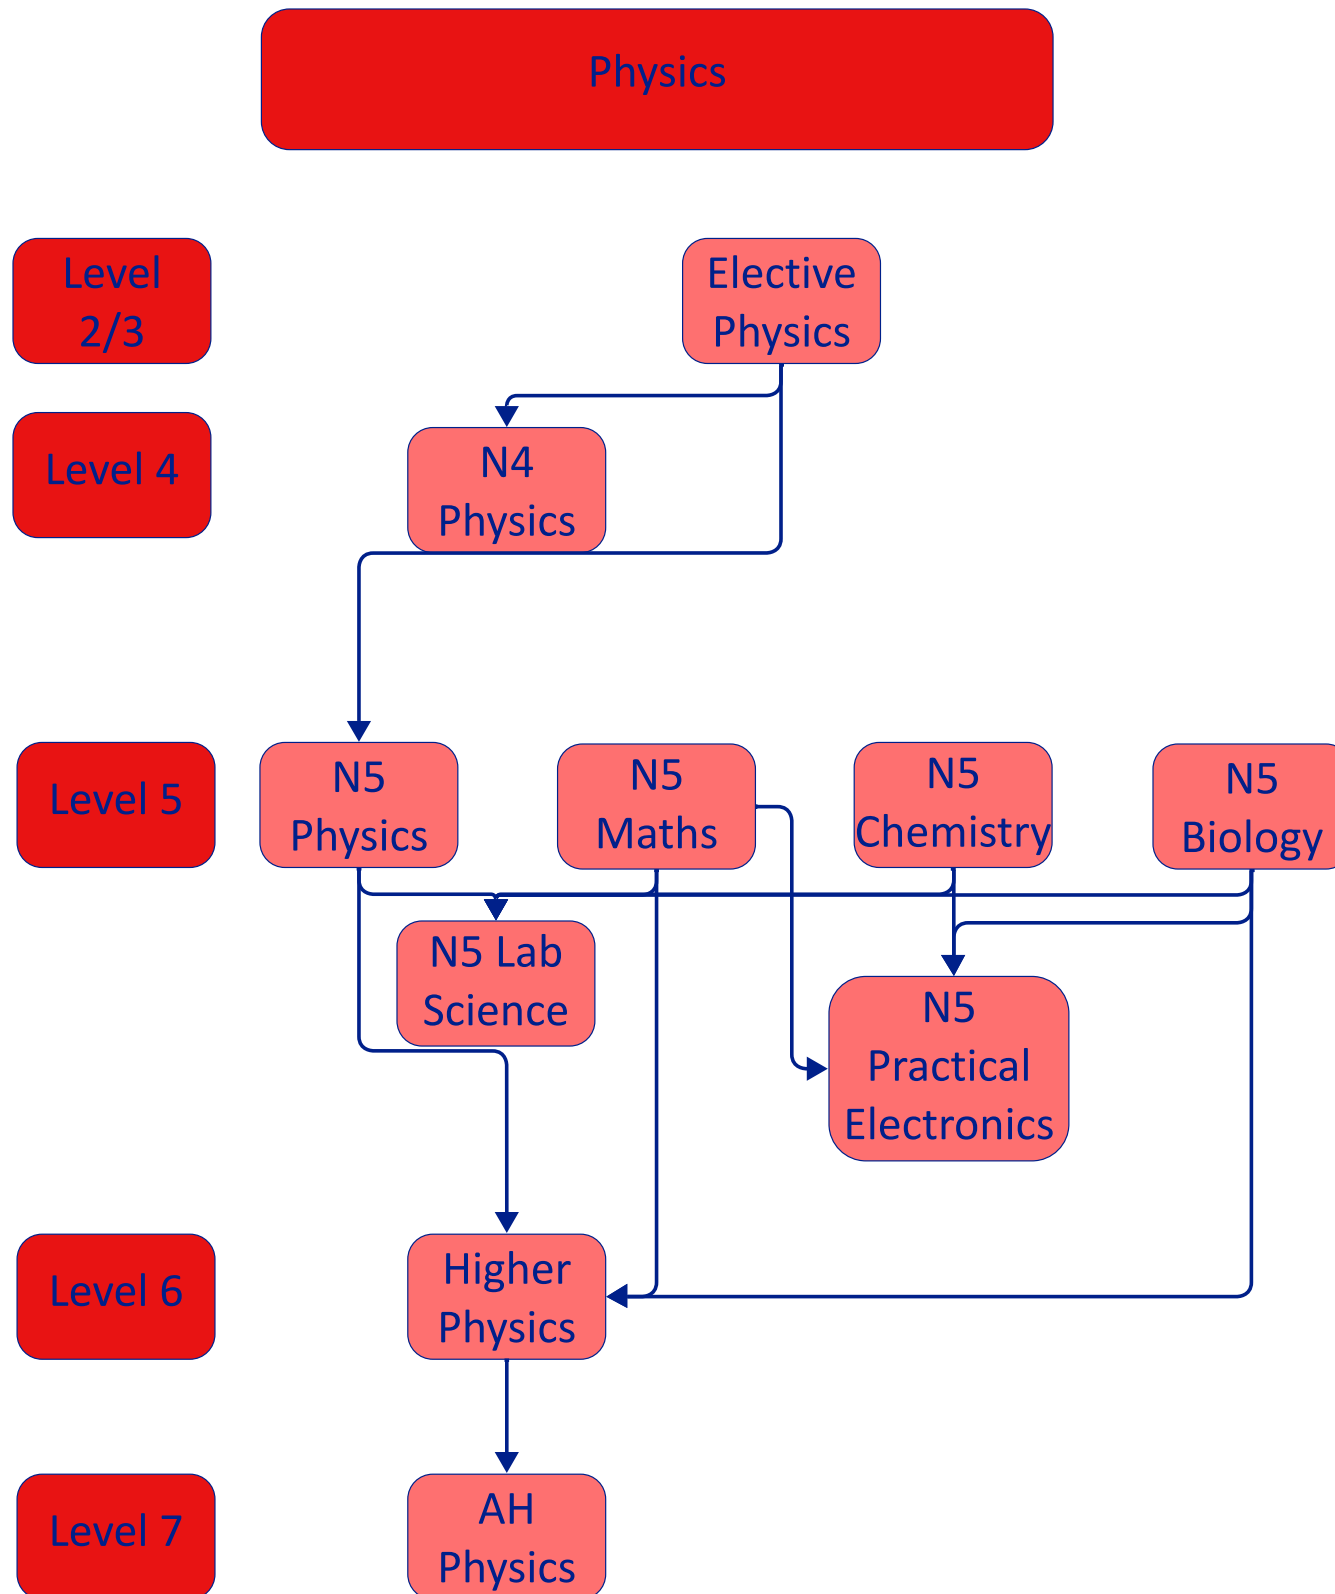 Physics
Level
2/3
Elective
Physics
Level 4
N4
Physics
Level 5
N5
Physics
N5
Maths
N5
Chemistry
N5
Biology
N5 Lab
Science
N5
Practical
Electronics
Level 6
Higher
Physics
Level 7
AH
Physics